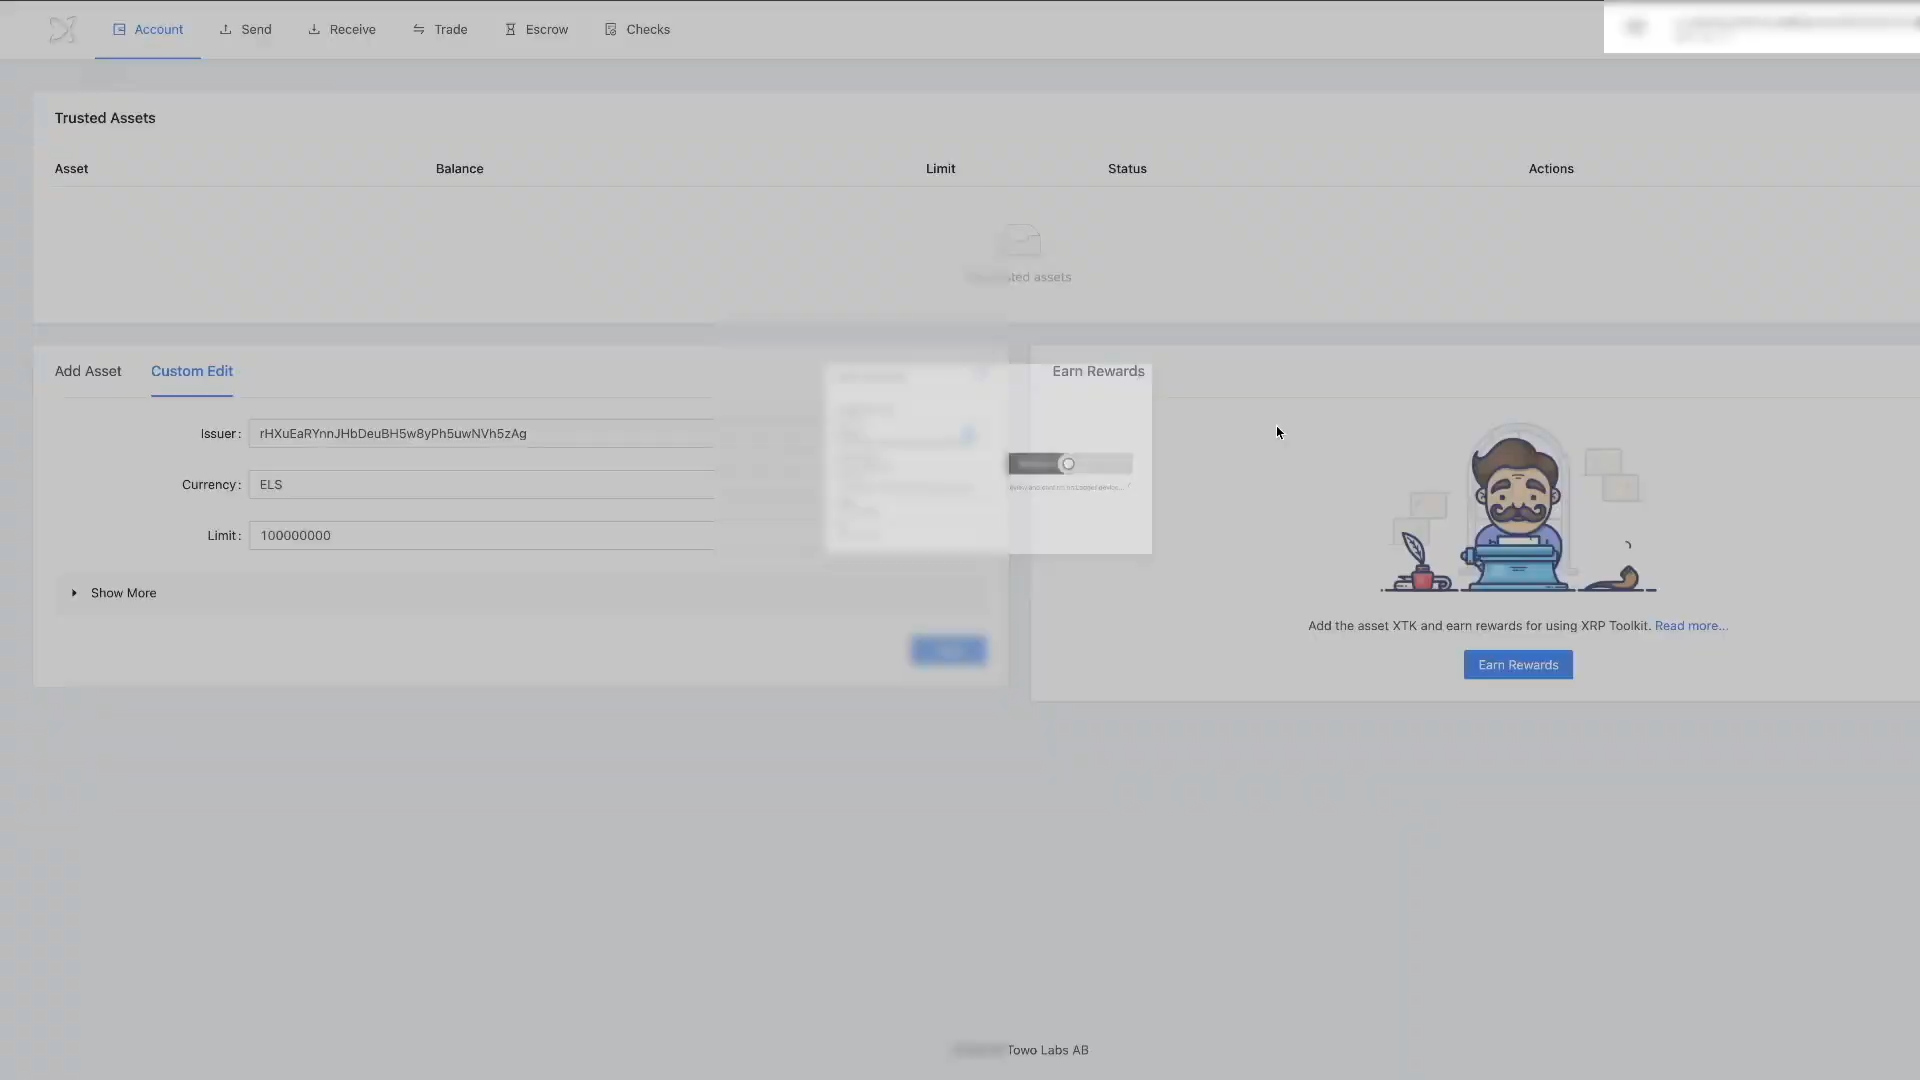 Account
Send
Receive
Trade
Escrow
Checks
Trusted Assets
Asset Balance Limit Status Actions
assets
Add Asset Custom Edit
Earn Rewards
Issuer: rHXuEaRYnnJHbDeuBH5w8yPh5uwNVh5zAg
Currency: ELS
Limit: 100000000
Show More
Add the asset XTK and earn rewards for using XRP Toolkit. Read more...
Earn Rewards
Towo Labs AB